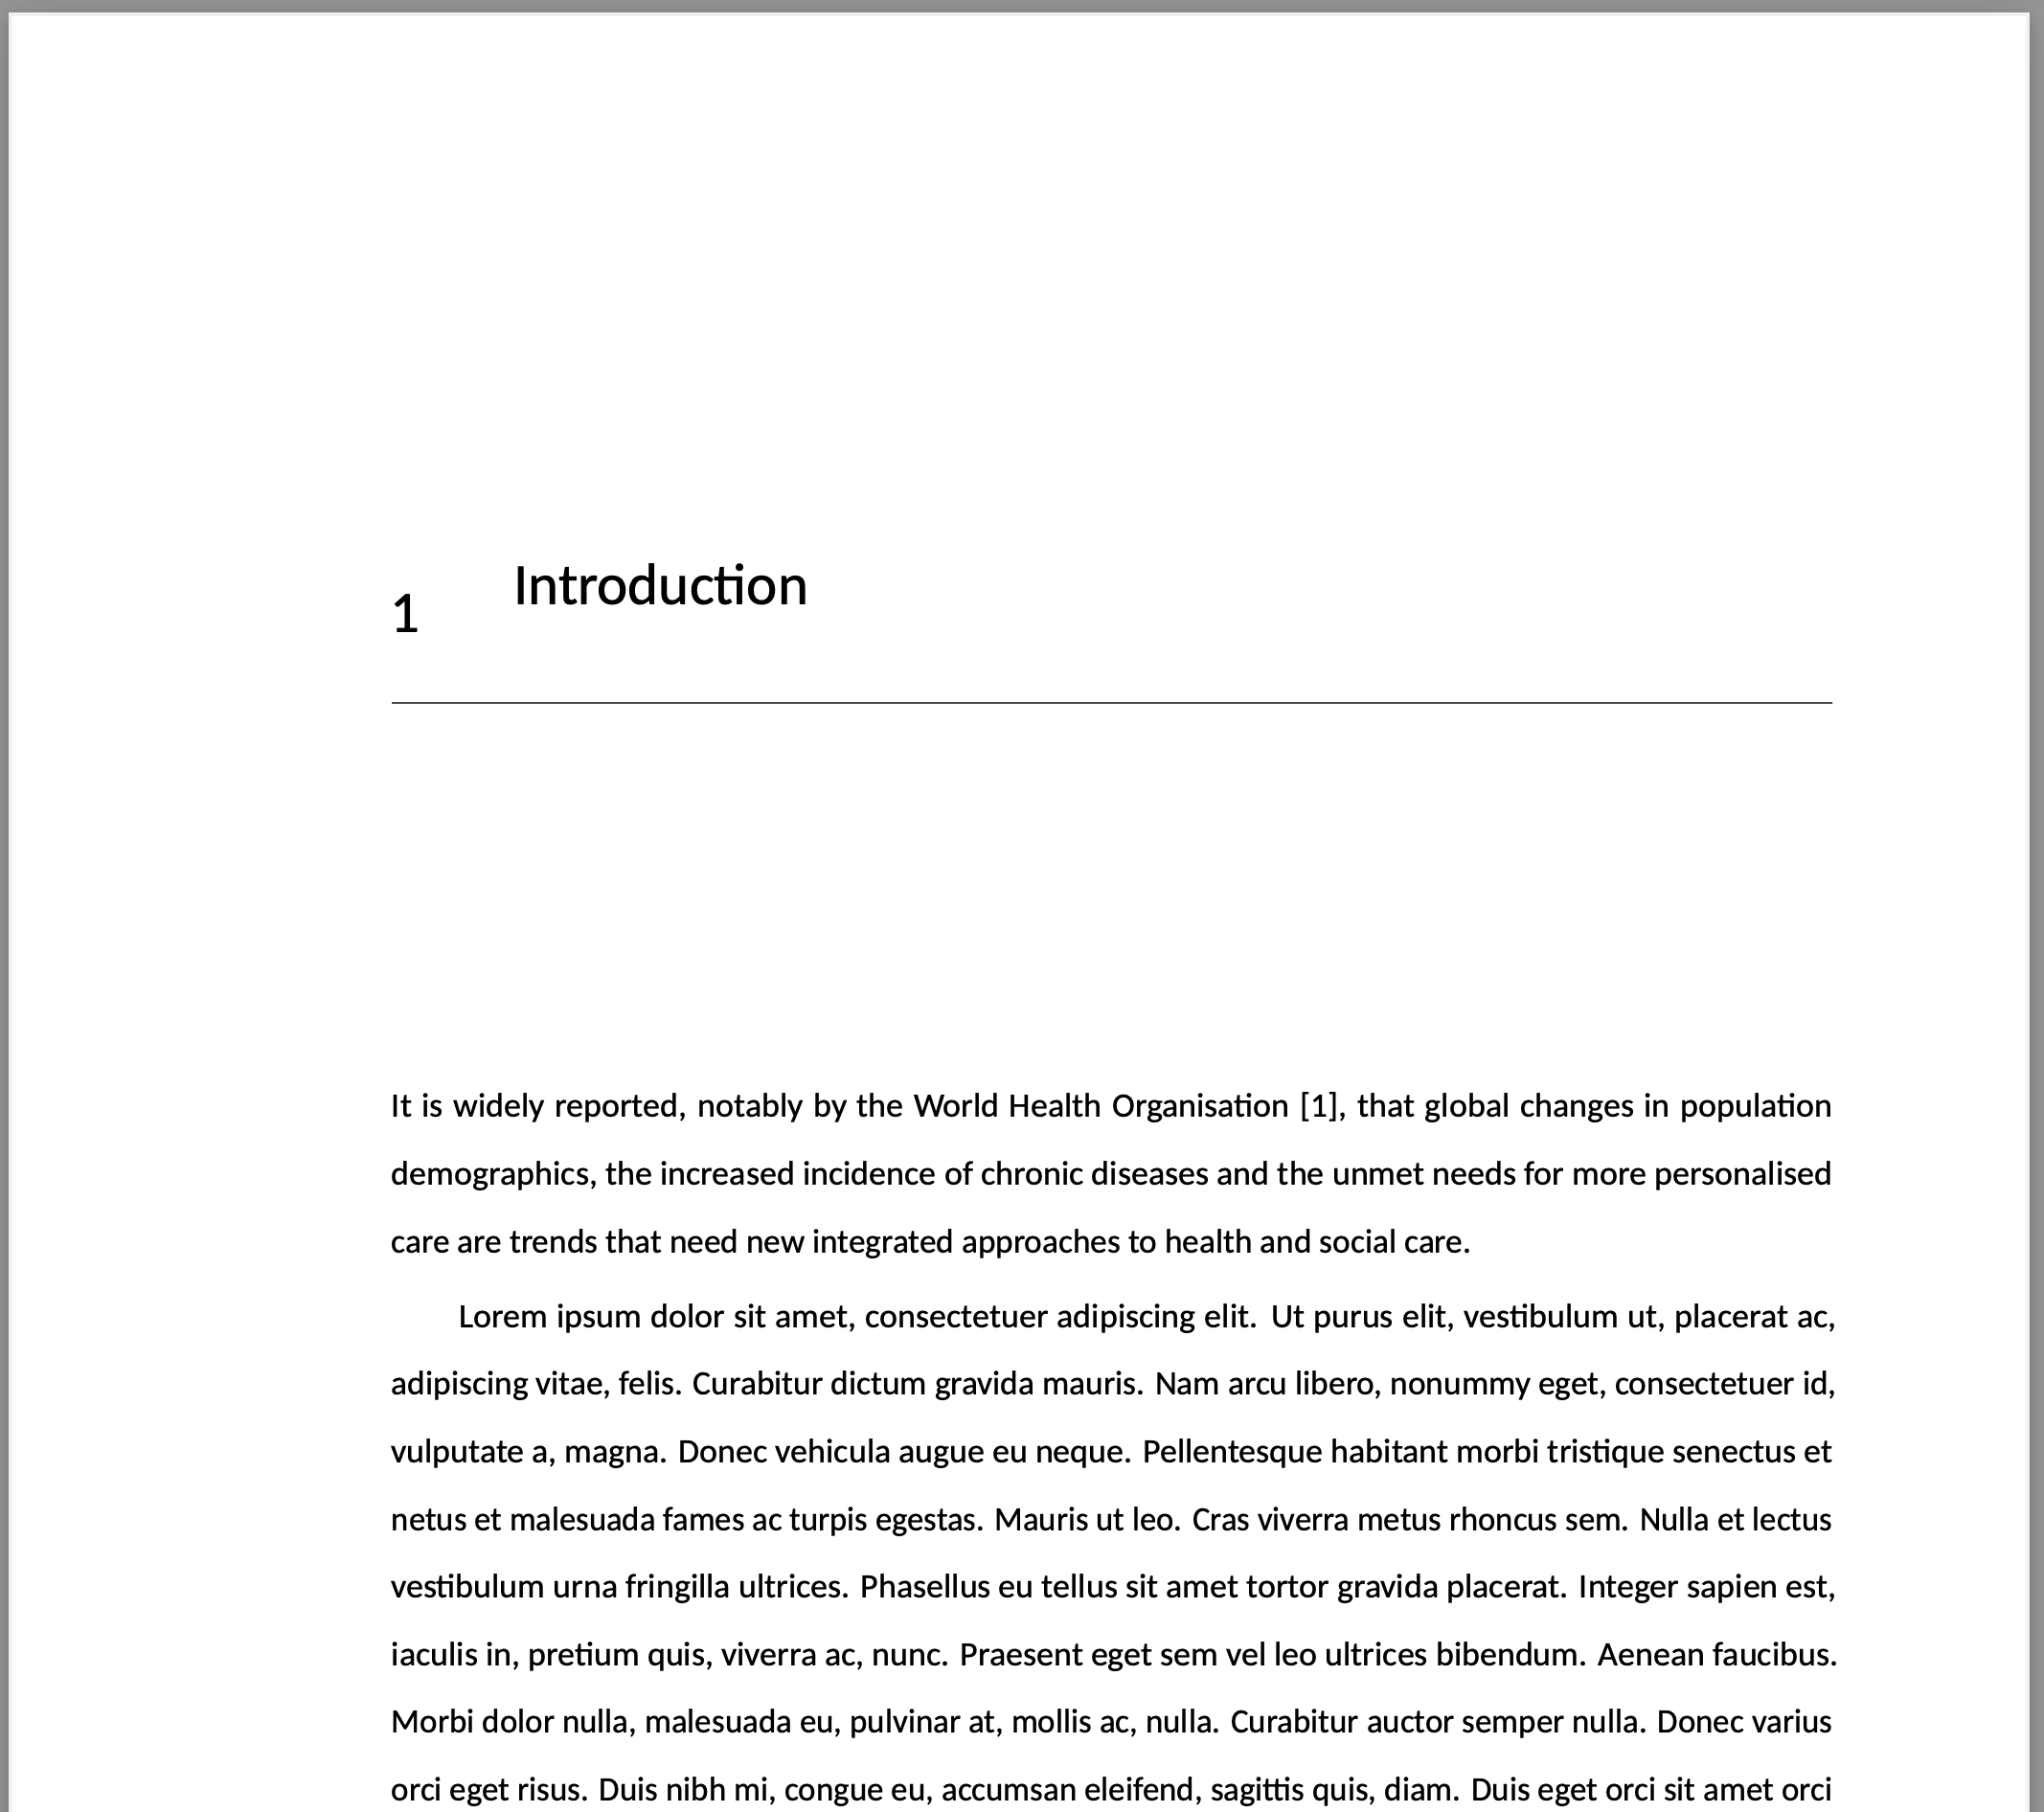 1 Introduction
It is widely reported, notably by the World Health Organisation [1], that global changes in population
demographics, the increased incidence of chronic diseases and the unmet needs for more personalised
care are trends that need new integrated approaches to health and social care.
Lorem ipsum dolor sit amet, consectetuer adipiscing elit. Ut purus elit, vestibulum ut, placerat ac,
adipiscing vitae, felis. Curabitur dictum gravida mauris. Nam arcu libero, nonummy eget, consectetuer id,
vulputate a, magna. Donec vehicula augue eu neque. Pellentesque habitant morbi tristique senectus et
netus et malesuada fames ac turpis egestas. Mauris ut leo. Cras viverra metus rhoncus sem. Nulla et lectus
vestibulum urna fringilla ultrices. Phasellus eu tellus sit amet tortor gravida placerat. Integer sapien est,
iaculis in, pretium quis, viverra ac, nunc. Praesent eget sem vel leo ultrices bibendum. Aenean faucibus.
Morbi dolor nulla, malesuada eu, pulvinar at, mollis ac, nulla. Curabitur auctor semper nulla. Donec varius
orci eget risus. Duis nibh mi, congue eu, accumsan eleifend, sagittis quis, diam. Duis eget orci sit amet orci